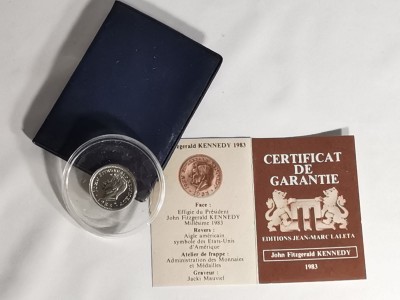 Fitzgerald KENNEDY 1983
Face :
Effigie du Président
John Fitzgerald KENNEDY
Millésime 1983
Revers :
Aigle américain,
symbole des Etats-Unis
d'Amérique
Atelier de frappe :
Administration des Monnaies
et Médailles
Graveur :
Jacky Mauviel
CERTIFICAT
DE
GARANTIE
EDITIONS JEAN-MARC LALETA
John Fitzgerald KENNEDY
1983